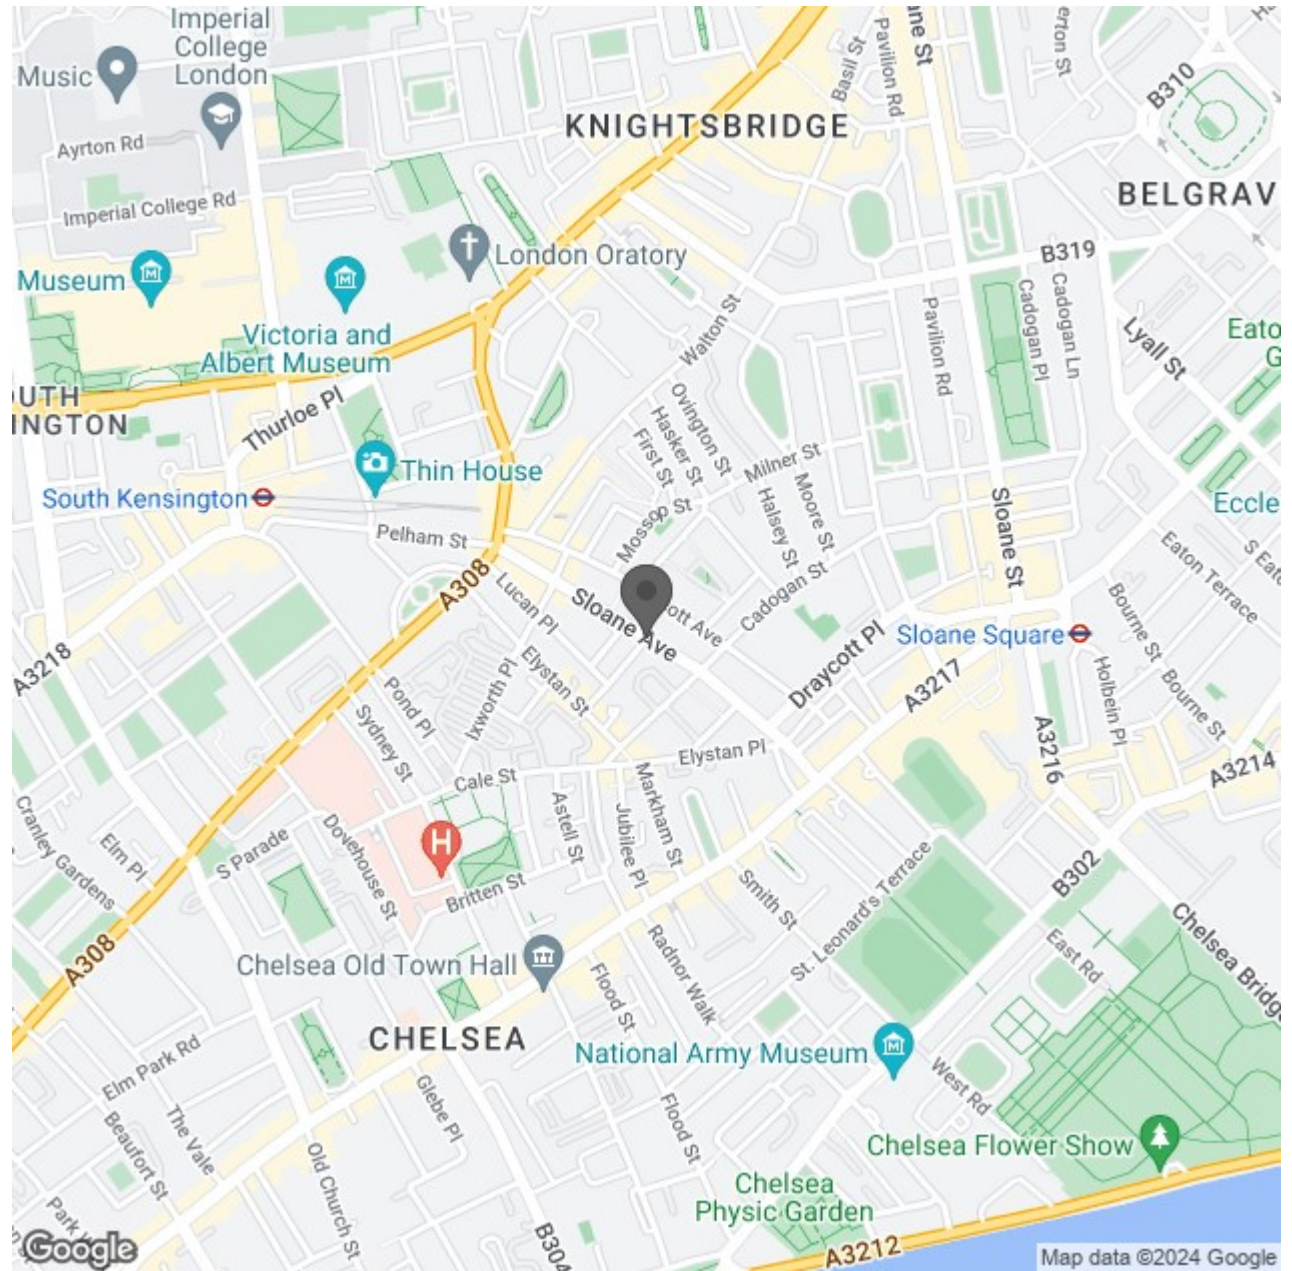 Imperial
College
London
Music
Ayrton Rd
Imperial College Rd
Museum
Victoria and
Albert Museum
London Oratory
KNIGHTSBRIDGE
Basil St
Pavilion Rd
B310
BELGRAV
B319
Cadogan Pl
Cadogan Ln
Pavilion Rd
Lyall St
Walton St
Thurloe Pl
Thin House
South Kensington
Pelham St
A308
Ovington St
Hasker St
First St
Mossop St
Milner St
Moore St
Halsey St
Cadogan St
Sloane St
Eaton Terrace
Bourne St
Bourne St
Sloane Square
Holbein Pl
Draycott Pl
A3217
A3216
A3214
Sloane Ave
Lucan Pl
Elystan St
Ixworth Pl
Pond Pl
Sydney St
A3218
Cale St
Elystan Pl
Astell St
Jubilee Pl
Markham St
Smith St
St. Leonard's Terrace
B302
Cranley Gardens
Elm Pl
S Parade
Dovehouse St
H
Britten St
A308
Chelsea Old Town Hall
Radnor Walk
Flood St
East Rd
CHELSEA
National Army Museum
West Rd
Elm Park Rd
The Vale
Beaufort St
Glebe Pl
Old Church St
Flood St
Chelsea Flower Show
Chelsea
Physic Garden
A3212
Google
Map data ©2024 Google